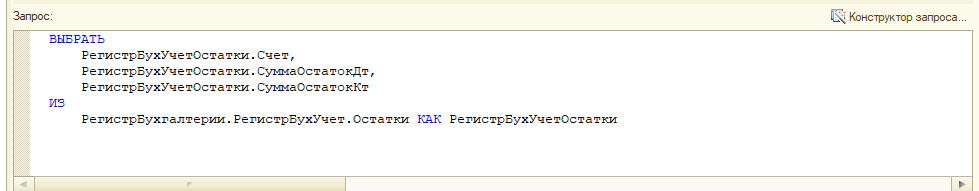 Запрос:
Конструктор запроса...
ВЫБРАТЬ
РегистрБухУчетОстатки.Счет,
РегистрБухУчетОстатки.СуммаОстатокДт,
РегистрБухУчетОстатки.СуммаОстатокКт
ИЗ
РегистрБухгалтерии.РегистрБухУчет.Остатки КАК РегистрБухУчетОстатки